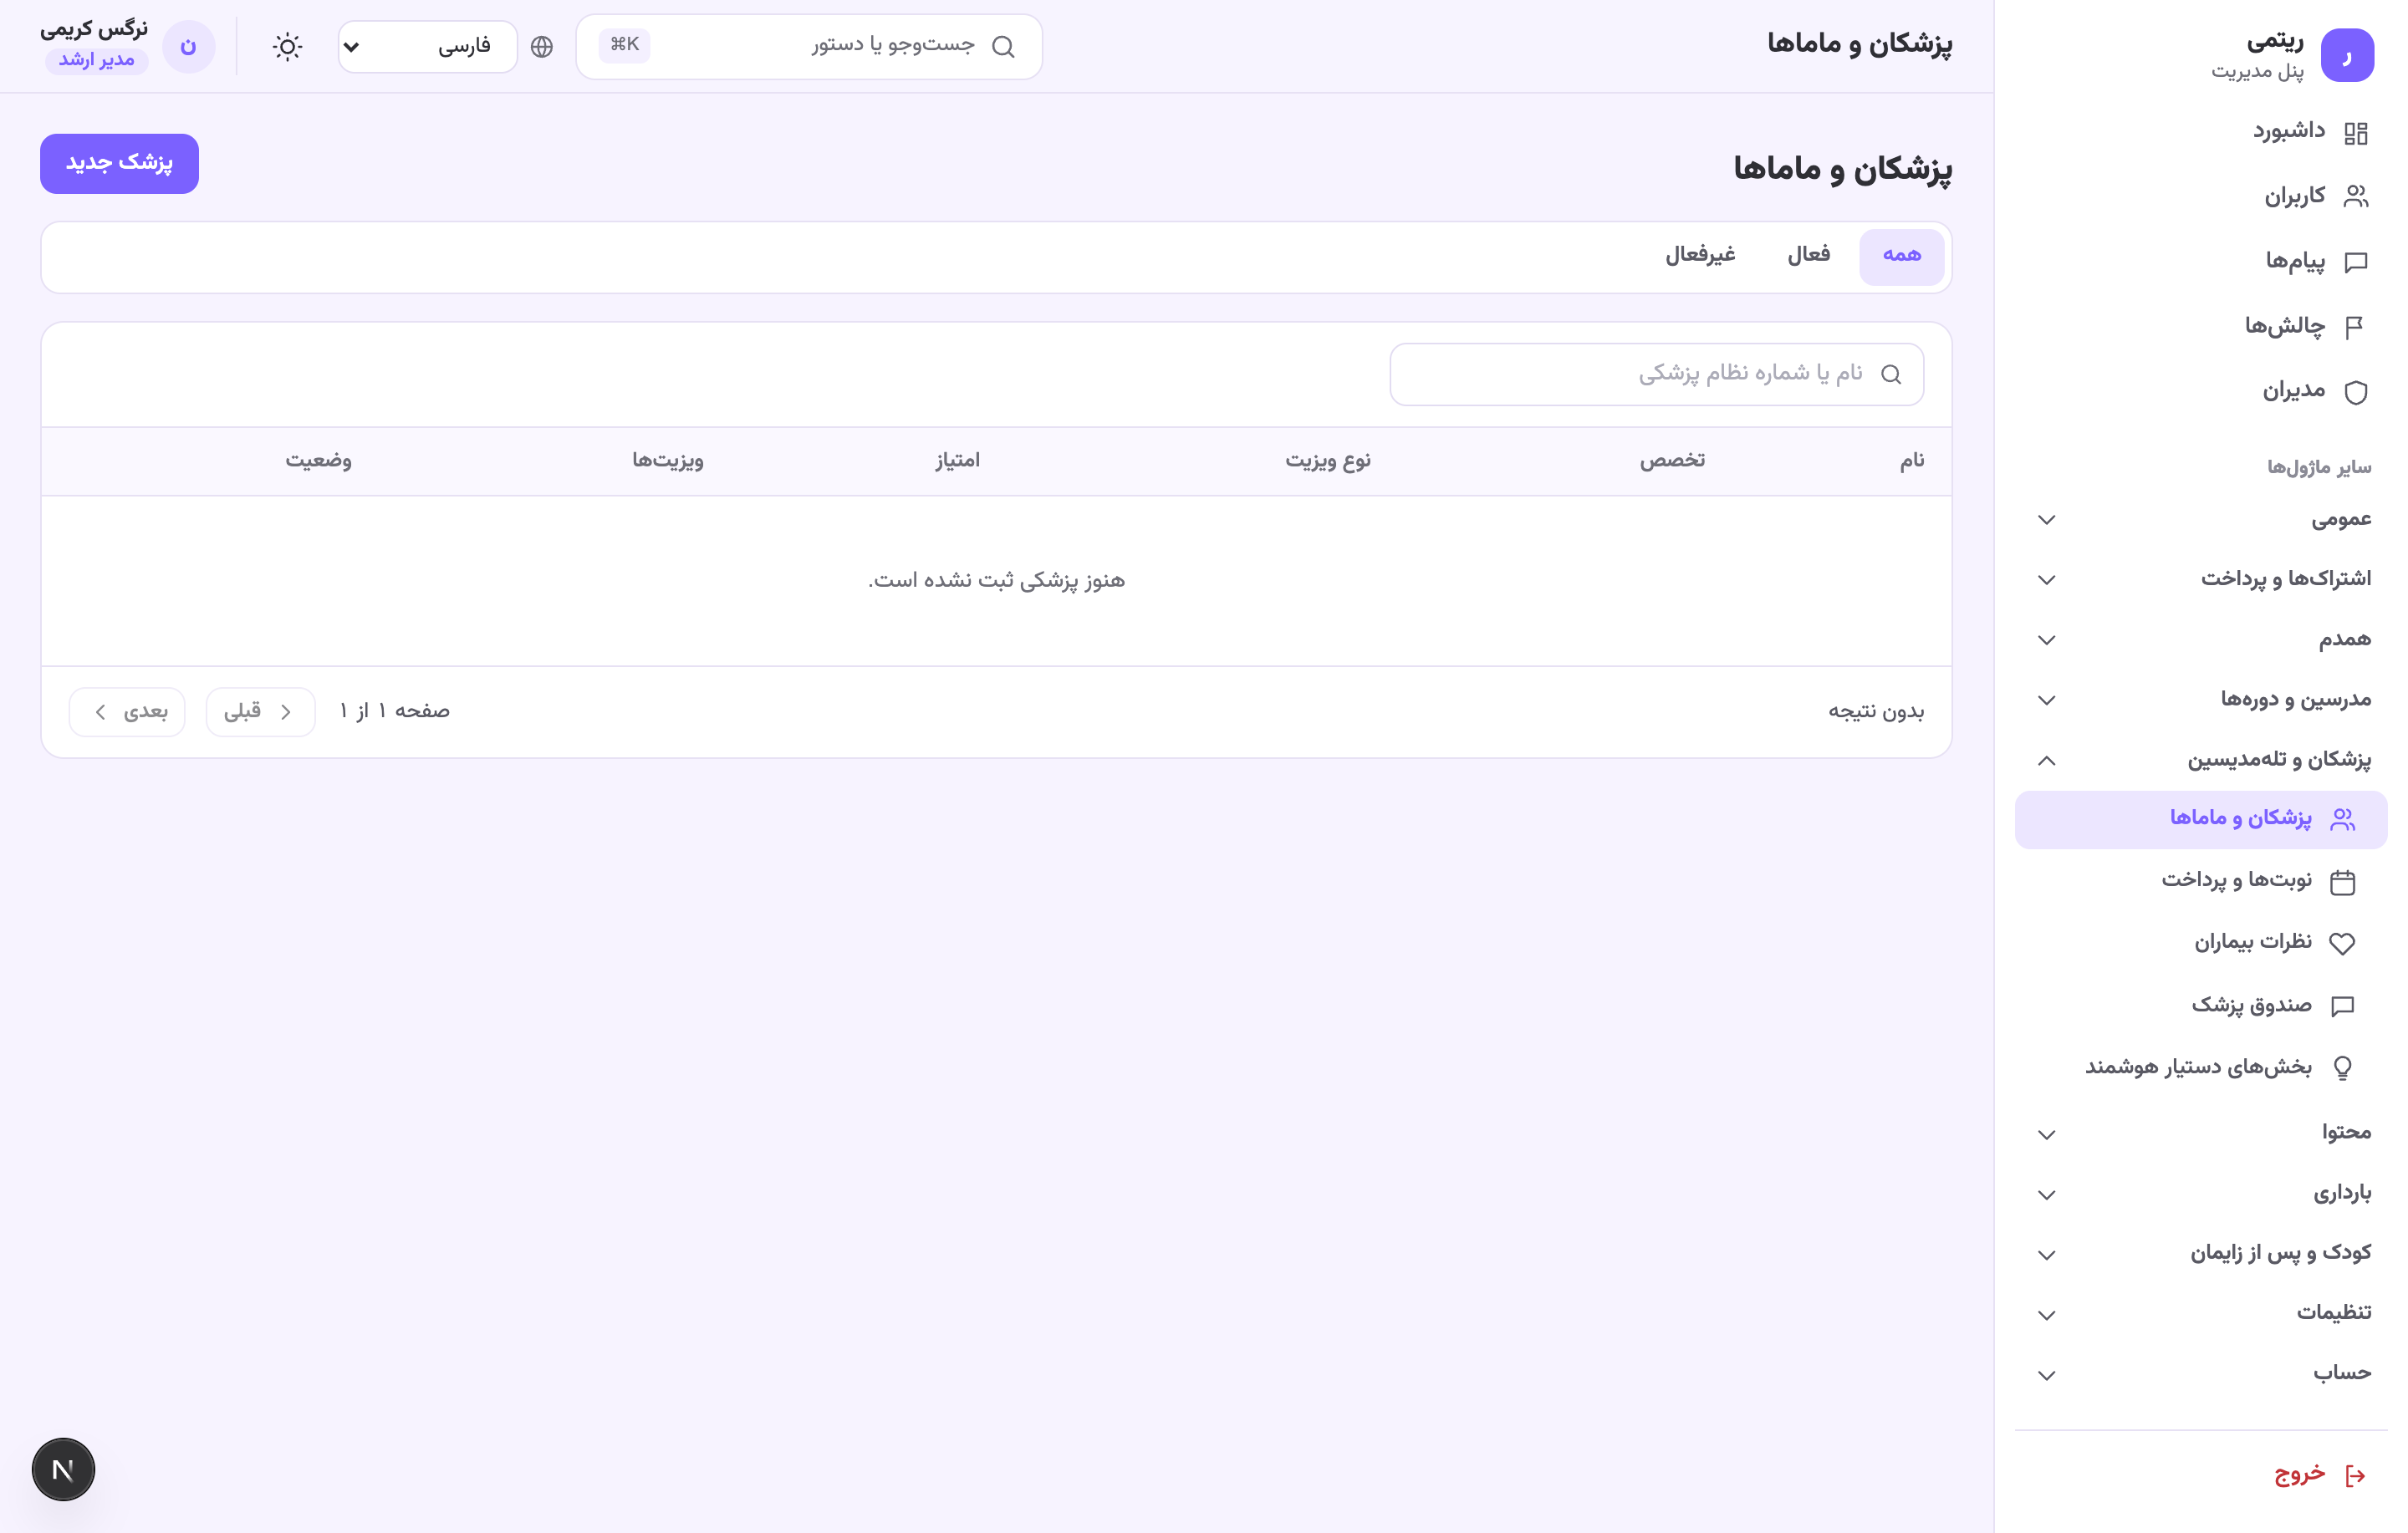 ر
ریتمی
پنل مدیریت
داشبورد
کاربران
پیام‌ها
چالش‌ها
مدیران
سایر ماژول‌ها
عمومی
اشتراک‌ها و پرداخت
همدم
مدرسین و دوره‌ها
پزشکان و تله‌مدیسین
پزشکان و ماماها
نوبت‌ها و پرداخت
نظرات بیماران
صندوق پزشک
بخش‌های دستیار هوشمند
محتوا
بارداری
کودک و پس از زایمان
تنظیمات
حساب
خروج
پزشکان و ماماها
جست‌وجو یا دستور
⌘K
فارسی
ن
نرگس کریمی
مدیر ارشد
پزشکان و ماماها
پزشک جدید
همه فعال غیرفعال
نام یا شماره نظام پزشکی
نام تخصص نوع ویزیت امتیاز ویزیت‌ها وضعیت
هنوز پزشکی ثبت نشده است.
بدون نتیجه
صفحه ۱ از ۱
قبلی
بعدی
N